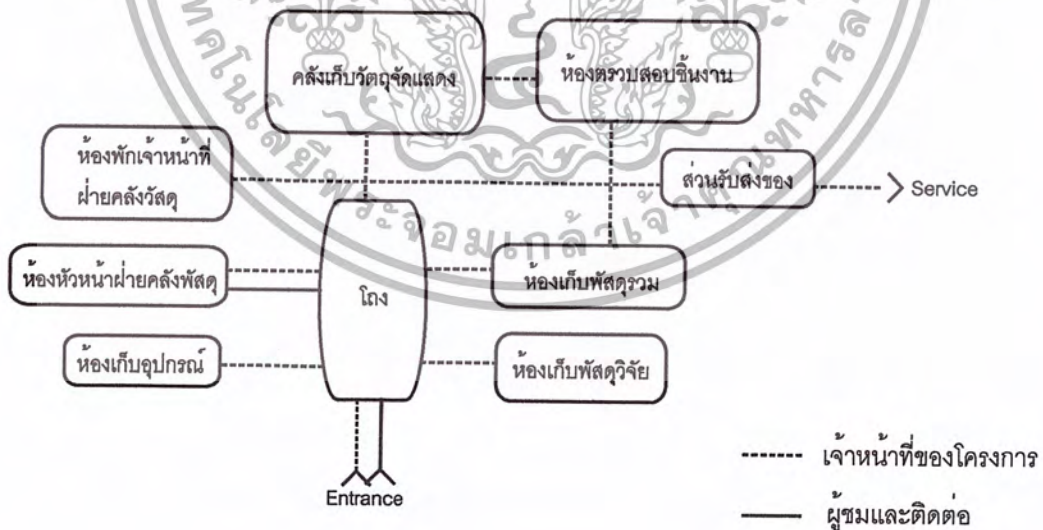 คลังเก็บวัตถุจัดแสดง
ห้องตรวบสอบชิ้นงาน
ห้องพักเจ้าหน้าที่
ฝ่ายคลังวัสดุ
ส่วนรับส่งของ
Service
ห้องหัวหน้าฝ่ายคลังพัสดุ
โถง
ห้องเก็บพัสดุรวม
ห้องเก็บอุปกรณ์
ห้องเก็บพัสดุวิจัย
Entrance
เจ้าหน้าที่ของโครงการ
ผู้ชมและติดต่อ